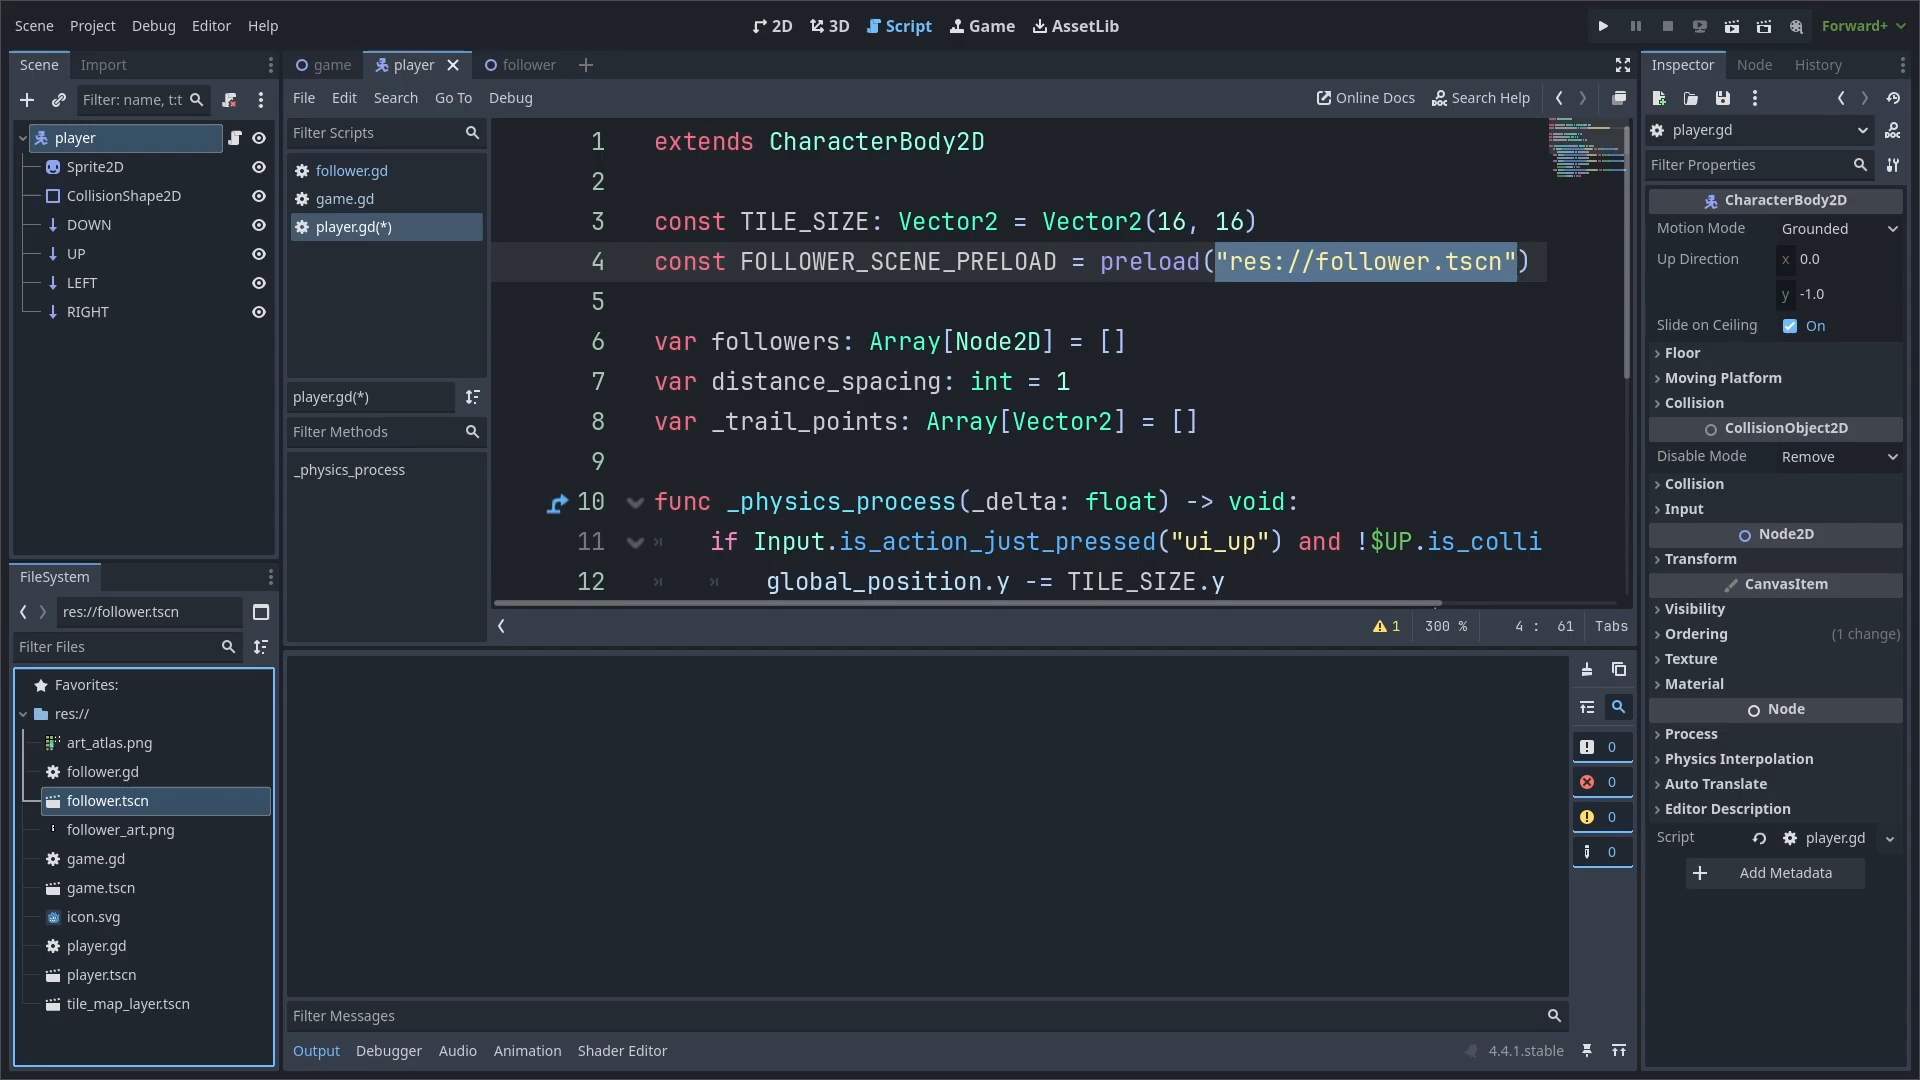 Scene Project Debug Editor Help
2D 3D Script Game AssetLib
Forward+
Scene Import
Filter: name, t:t
player
Sprite2D
CollisionShape2D
DOWN
UP
LEFT
RIGHT
FileSystem
res://follower.tscn
Filter Files
Favorites:
res://
art_atlas.png
follower.gd
follower.tscn
follower_art.png
game.gd
game.tscn
icon.svg
player.gd
player.tscn
tile_map_layer.tscn
game player follower
File Edit Search Go To Debug
Online Docs Search Help
Filter Scripts
follower.gd
game.gd
player.gd(*)
player.gd(*)
Filter Methods
_physics_process
1 extends CharacterBody2D
2
3 const TILE_SIZE: Vector2 = Vector2(16, 16)
4 const FOLLOWER_SCENE_PRELOAD = preload("res://follower.tscn")
5
6 var followers: Array[Node2D] = []
7 var distance_spacing: int = 1
8 var _trail_points: Array[Vector2] = []
9
10 func _physics_process(_delta: float) -> void:
11 if Input.is_action_just_pressed("ui_up") and !$UP.is_colli
12 global_position.y -= TILE_SIZE.y
1 300 % 4 : 61 Tabs
0
0
0
0
Filter Messages
Output Debugger Audio Animation Shader Editor
4.4.1.stable
Inspector Node History
player.gd
Filter Properties
CharacterBody2D
Motion Mode Grounded
Up Direction x 0.0
y -1.0
Slide on Ceiling On
Floor
Moving Platform
Collision
CollisionObject2D
Disable Mode Remove
Collision
Input
Node2D
Transform
CanvasItem
Visibility
Ordering (1 change)
Texture
Material
Node
Process
Physics Interpolation
Auto Translate
Editor Description
Script player.gd
Add Metadata